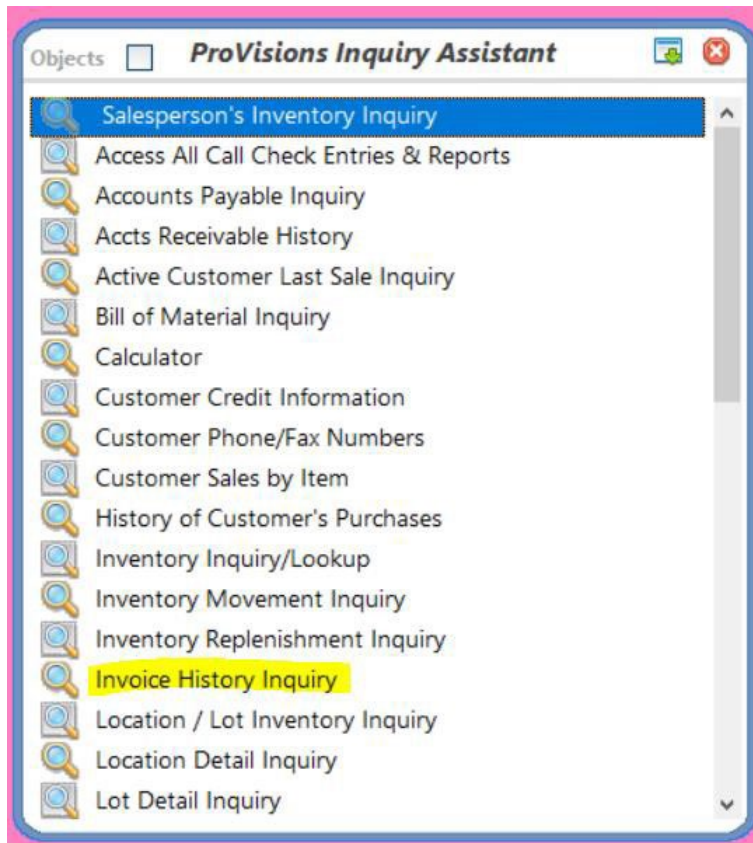 Objects ProVisions Inquiry Assistant
Salesperson's Inventory Inquiry
Access All Call Check Entries & Reports
Accounts Payable Inquiry
Accts Receivable History
Active Customer Last Sale Inquiry
Bill of Material Inquiry
Calculator
Customer Credit Information
Customer Phone/Fax Numbers
Customer Sales by Item
History of Customer's Purchases
Inventory Inquiry/Lookup
Inventory Movement Inquiry
Inventory Replenishment Inquiry
Invoice History Inquiry
Location / Lot Inventory Inquiry
Location Detail Inquiry
Lot Detail Inquiry